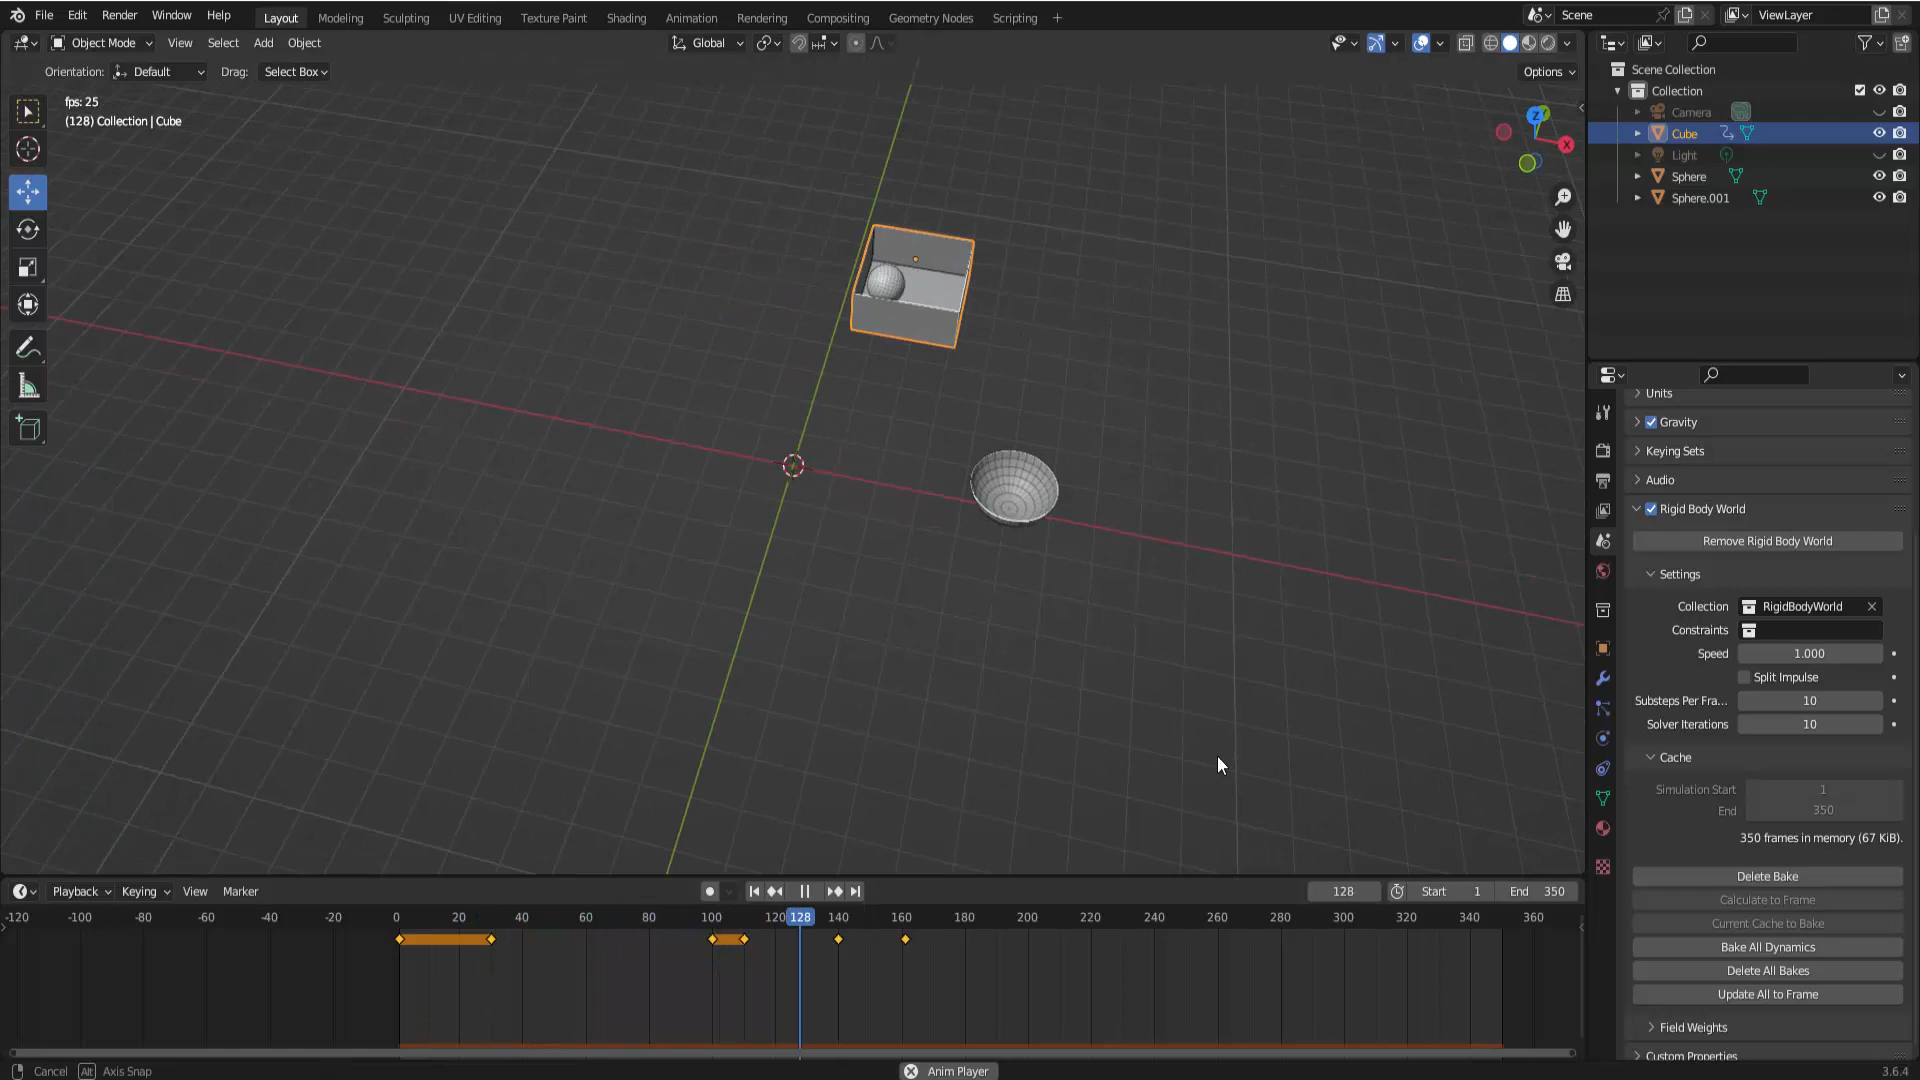 File Edit Render Window Help
Layout Modeling Sculpting UV Editing Texture Paint Shading Animation Rendering Compositing Geometry Nodes Scripting +
Scene
ViewLayer
Object Mode View Select Add Object
Global
Orientation: Default Drag: Select Box
Options
fps: 25
(128) Collection | Cube
Z
X
Scene Collection
Collection
Camera
Cube
Light
Sphere
Sphere.001
Units
Gravity
Keying Sets
Audio
Rigid Body World
Remove Rigid Body World
Settings
Collection RigidBodyWorld
Constraints
Speed 1.000
Split Impulse
Substeps Per Fra... 10
Solver Iterations 10
Cache
Simulation Start 1
End 350
350 frames in memory (67 KiB).
Delete Bake
Calculate to Frame
Current Cache to Bake
Bake All Dynamics
Delete All Bakes
Update All to Frame
Field Weights
Custom Properties
Playback Keying View Marker
128 Start 1 End 350
-120 -100 -80 -60 -40 -20 0 20 40 60 80 100 120 128 140 160 180 200 220 240 260 280 300 320 340 360
Cancel Alt Axis Snap
Anim Player
3.6.4